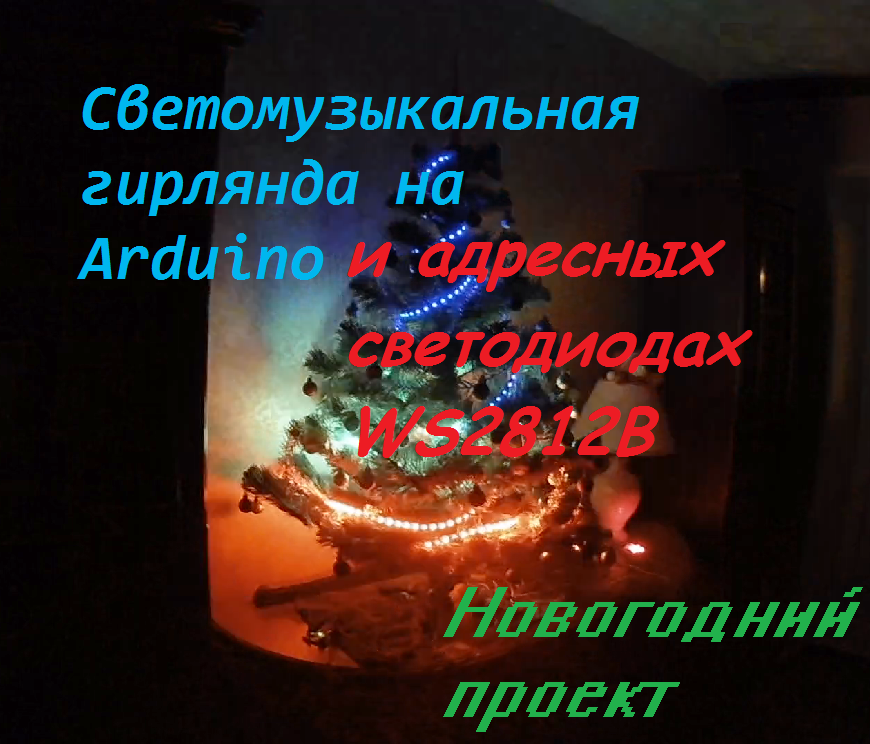 Светомузыкальная
гирлянда на
Arduino и адресных
светодиодах
WS2812B
Новогодний
проект